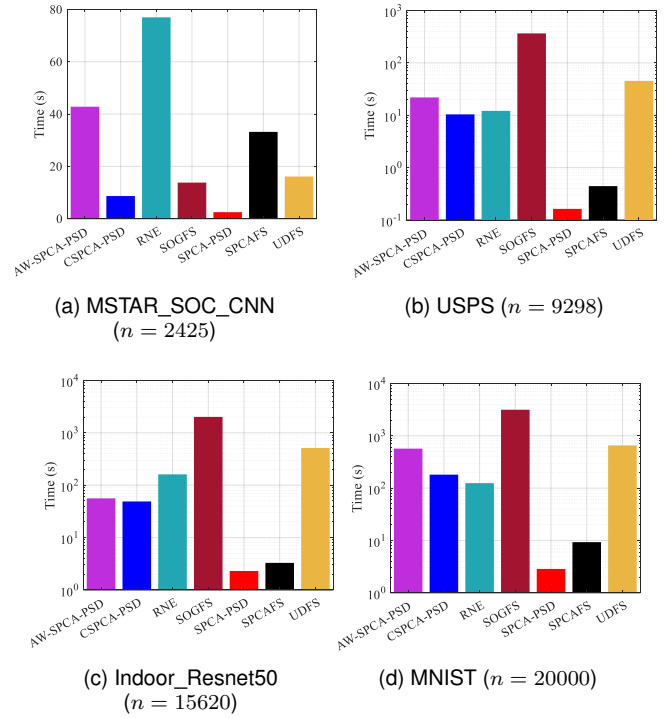 80
60
40
20
0
Time (s)
AW-SPCA-PSD
CSPCA-PSD
RNE
SOGFS
SPCA-PSD
SPCAFS
UDFS
(a) MSTAR_SOC_CNN
(n = 2425)
10^3
10^2
10^1
10^0
10^-1
Time (s)
AW-SPCA-PSD
CSPCA-PSD
RNE
SOGFS
SPCA-PSD
SPCAFS
UDFS
(b) USPS (n = 9298)
10^4
10^3
10^2
10^1
10^0
Time (s)
AW-SPCA-PSD
CSPCA-PSD
RNE
SOGFS
SPCA-PSD
SPCAFS
UDFS
(c) Indoor_Resnet50
(n = 15620)
10^4
10^3
10^2
10^1
10^0
Time (s)
AW-SPCA-PSD
CSPCA-PSD
RNE
SOGFS
SPCA-PSD
SPCAFS
UDFS
(d) MNIST (n = 20000)